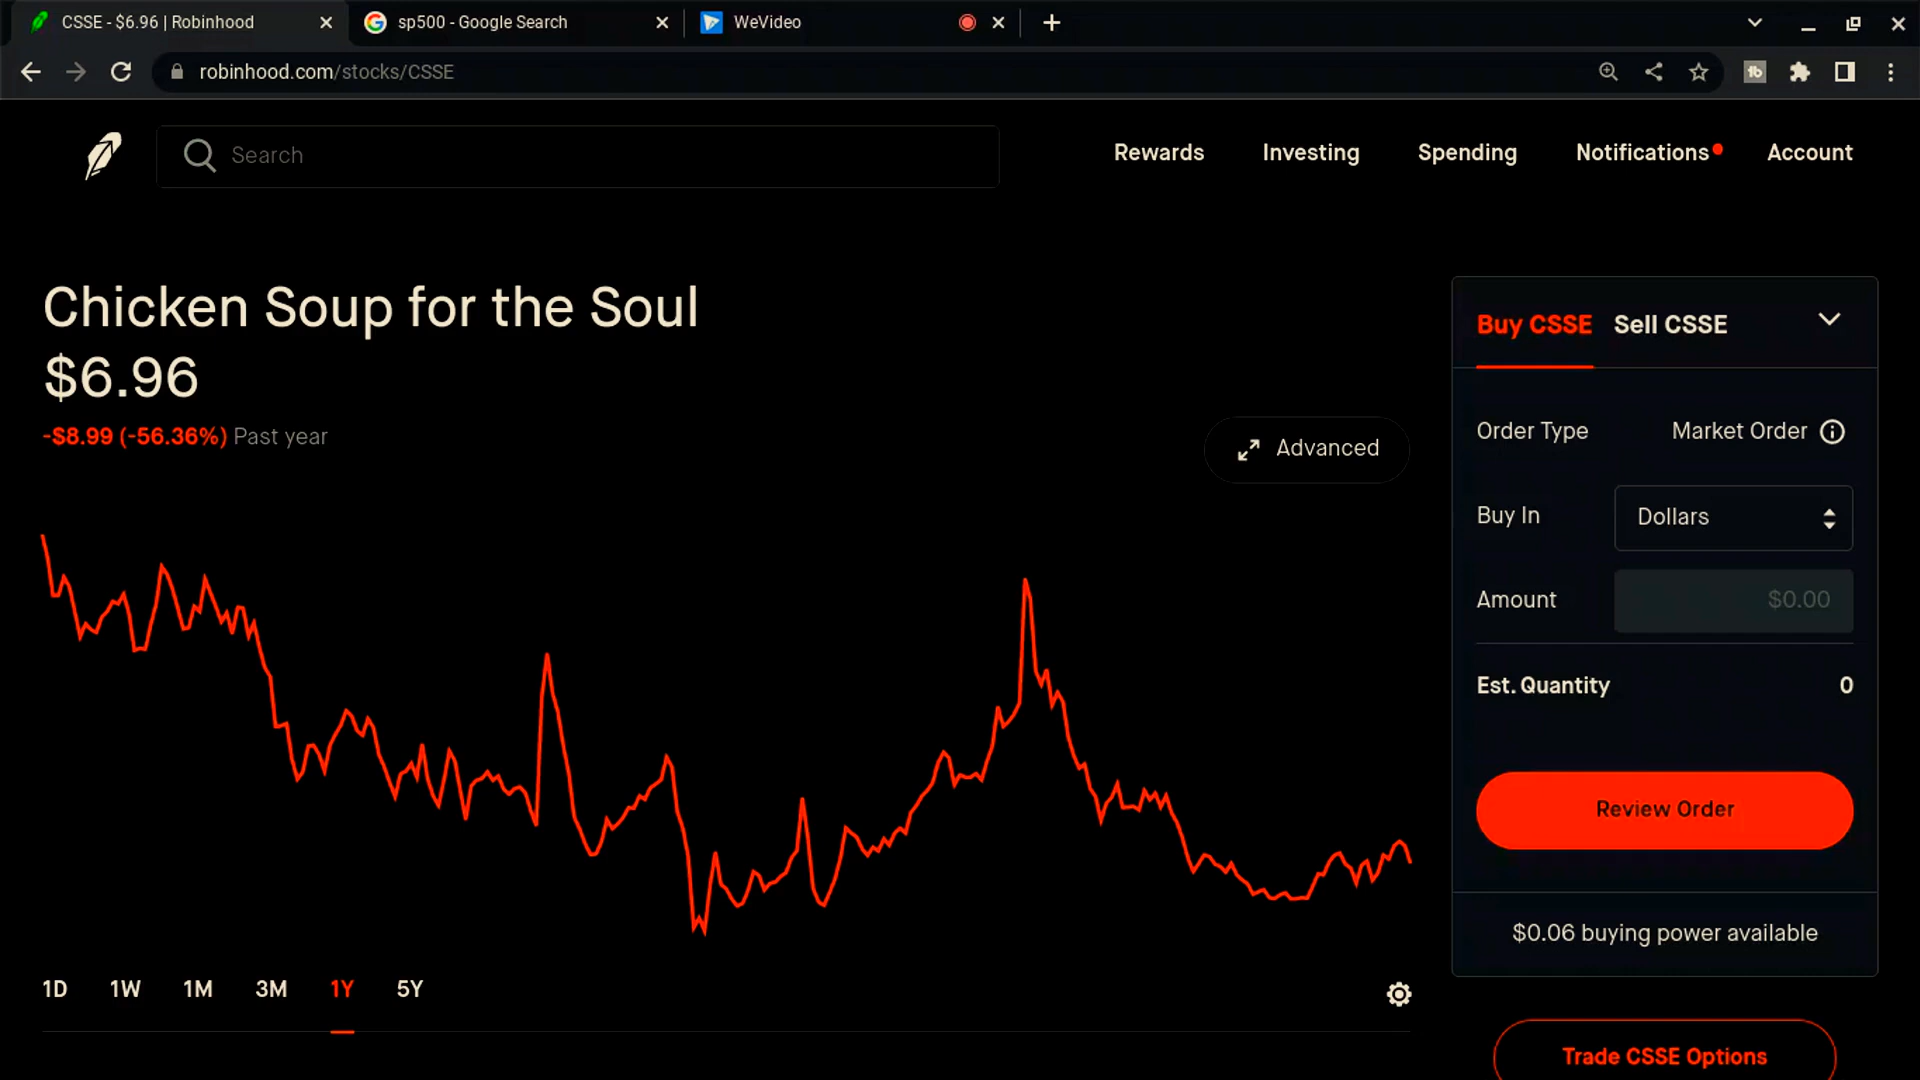 CSSE - $6.96 | Robinhood
sp500 - Google Search
WeVideo
robinhood.com/stocks/CSSE
Search
Rewards
Investing
Spending
Notifications
Account
Chicken Soup for the Soul
$6.96
-$8.99 (-56.36%) Past year
Advanced
1D 1W 1M 3M 1Y 5Y
Buy CSSE Sell CSSE
Order Type Market Order
Buy In Dollars
Amount $0.00
Est. Quantity 0
Review Order
$0.06 buying power available
Trade CSSE Options